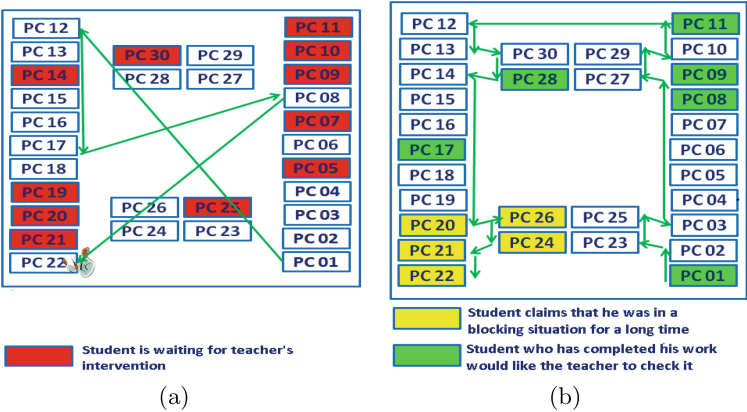 PC 12
PC 13
PC 14
PC 15
PC 16
PC 17
PC 18
PC 19
PC 20
PC 21
PC 22
PC 30 PC 29
PC 28 PC 27
PC 26 PC 25
PC 24 PC 23
PC 11
PC 10
PC 09
PC 08
PC 07
PC 06
PC 05
PC 04
PC 03
PC 02
PC 01
Student is waiting for teacher's
intervention
(a)
PC 12
PC 13
PC 14
PC 15
PC 16
PC 17
PC 18
PC 19
PC 20
PC 21
PC 22
PC 30 PC 29
PC 28 PC 27
PC 26 PC 25
PC 24 PC 23
PC 11
PC 10
PC 09
PC 08
PC 07
PC 06
PC 05
PC 04
PC 03
PC 02
PC 01
Student claims that he was in a
blocking situation for a long time
Student who has completed his work
would like the teacher to check it
(b)